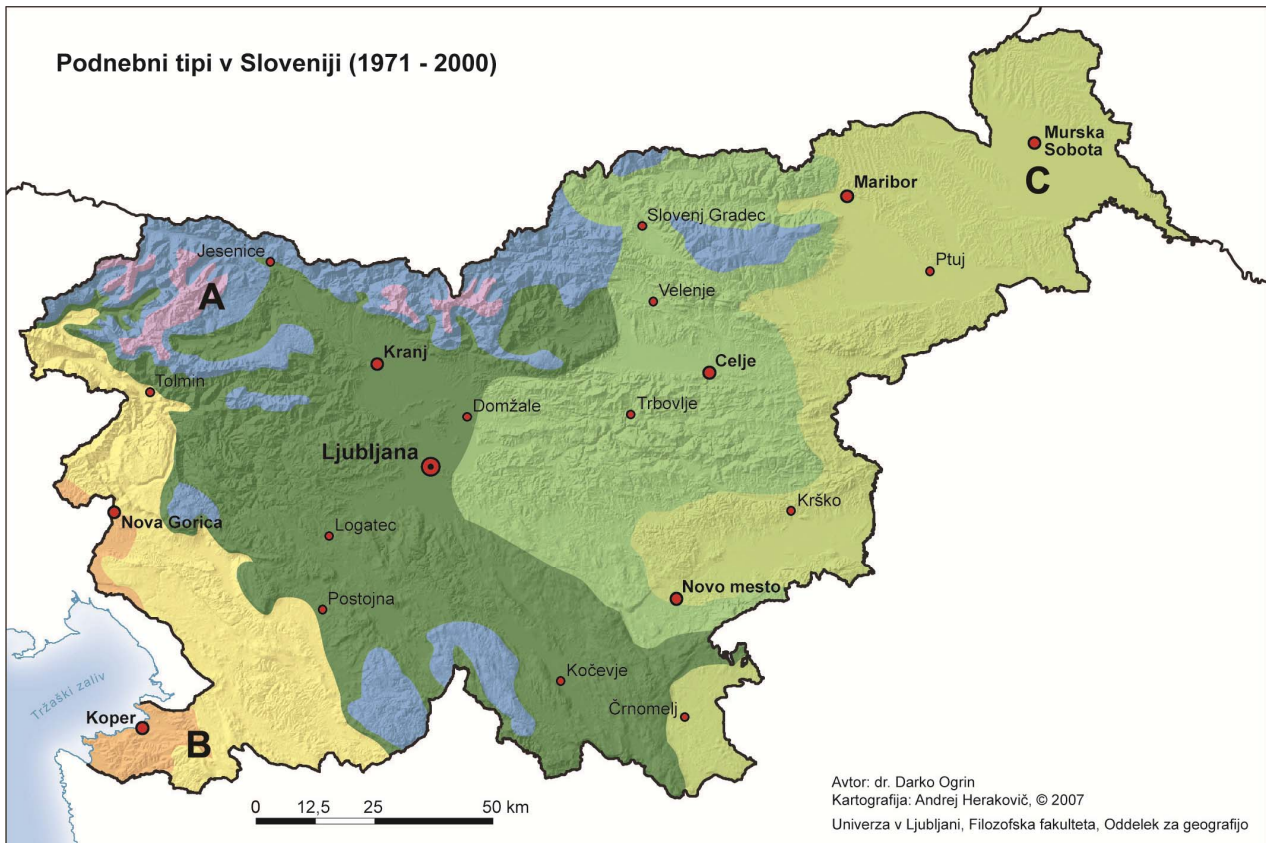 Podnebni tipi v Sloveniji (1971 - 2000)
Murska
Sobota
C
Maribor
Slovenj Gradec
Jesenice
Ptuj
A
Velenje
Kranj
Celje
Tolmin
Domžale
Trbovlje
Ljubljana
Krško
Nova Gorica
Logatec
Novo mesto
Postojna
Kočevje
Tržaški zaliv
Črnomelj
Koper
B
0 12,5 25 50 km
Avtor: dr. Darko Ogrin
Kartografija: Andrej Herakovič, © 2007
Univerza v Ljubljani, Filozofska fakulteta, Oddelek za geografijo